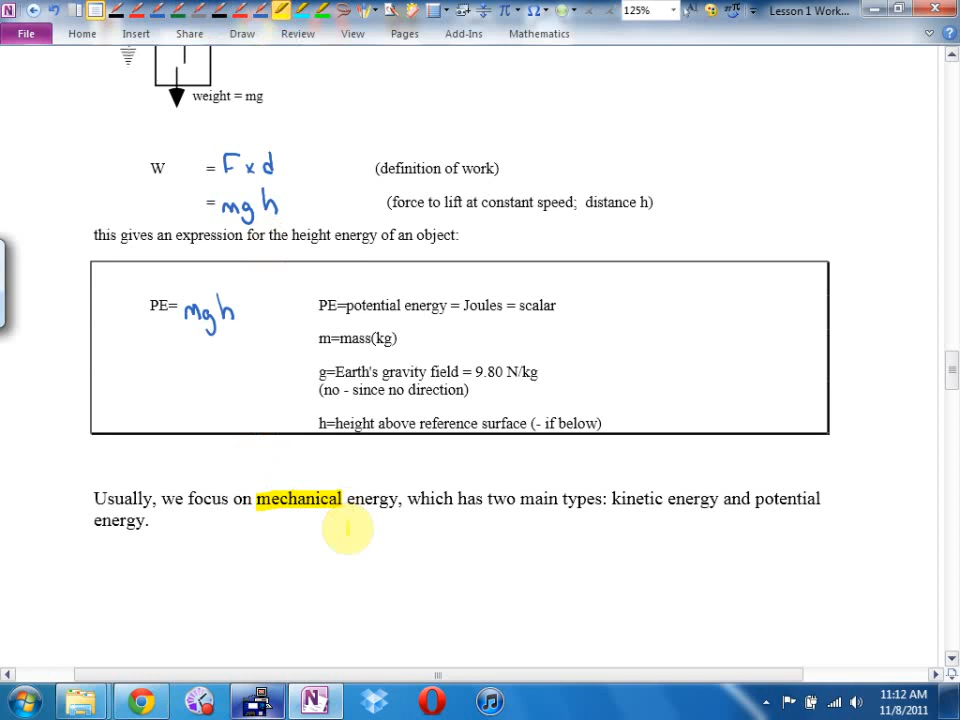 125% Lesson 1 Work...
File Home Insert Share Draw Review View Pages Add-Ins Mathematics
weight = mg
W = F x d (definition of work)
= mgh (force to lift at constant speed; distance h)
this gives an expression for the height energy of an object:
PE= mgh PE=potential energy = Joules = scalar
m=mass(kg)
g=Earth's gravity field = 9.80 N/kg
(no - since no direction)
h=height above reference surface (- if below)
Usually, we focus on mechanical energy, which has two main types: kinetic energy and potential
energy.
11:12 AM
11/8/2011